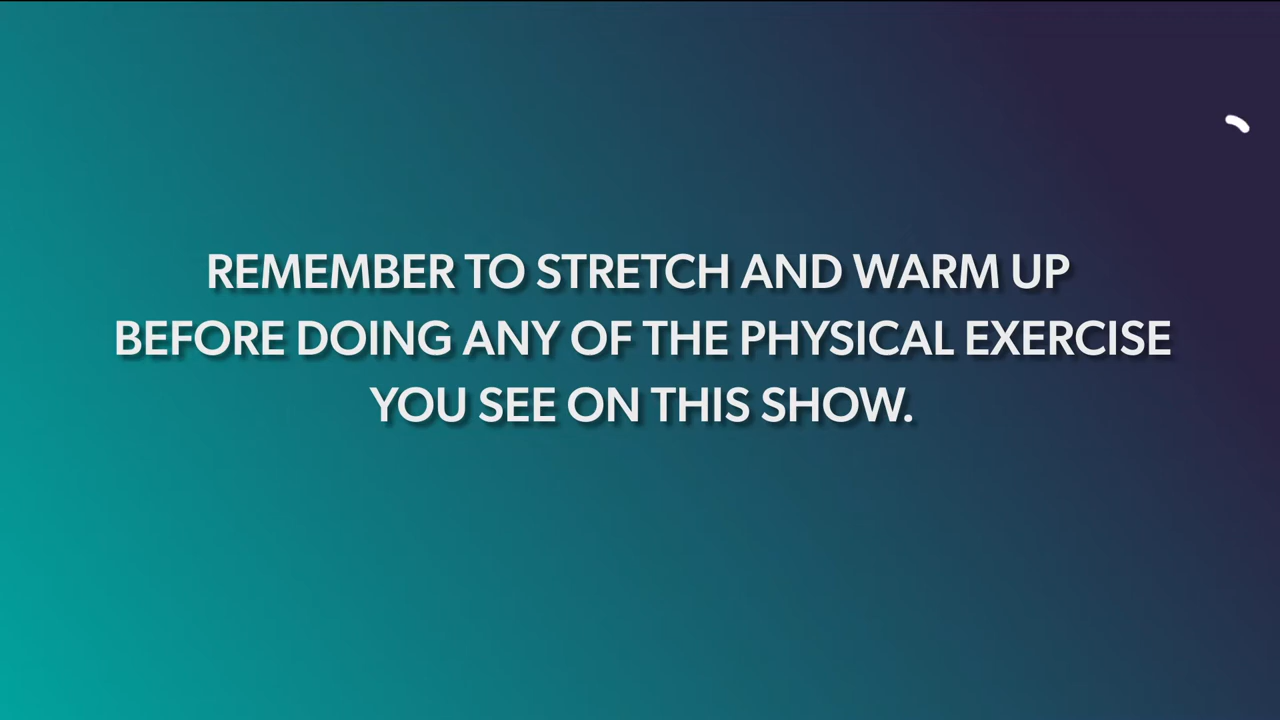 REMEMBER TO STRETCH AND WARM UP
BEFORE DOING ANY OF THE PHYSICAL EXERCISE
YOU SEE ON THIS SHOW.